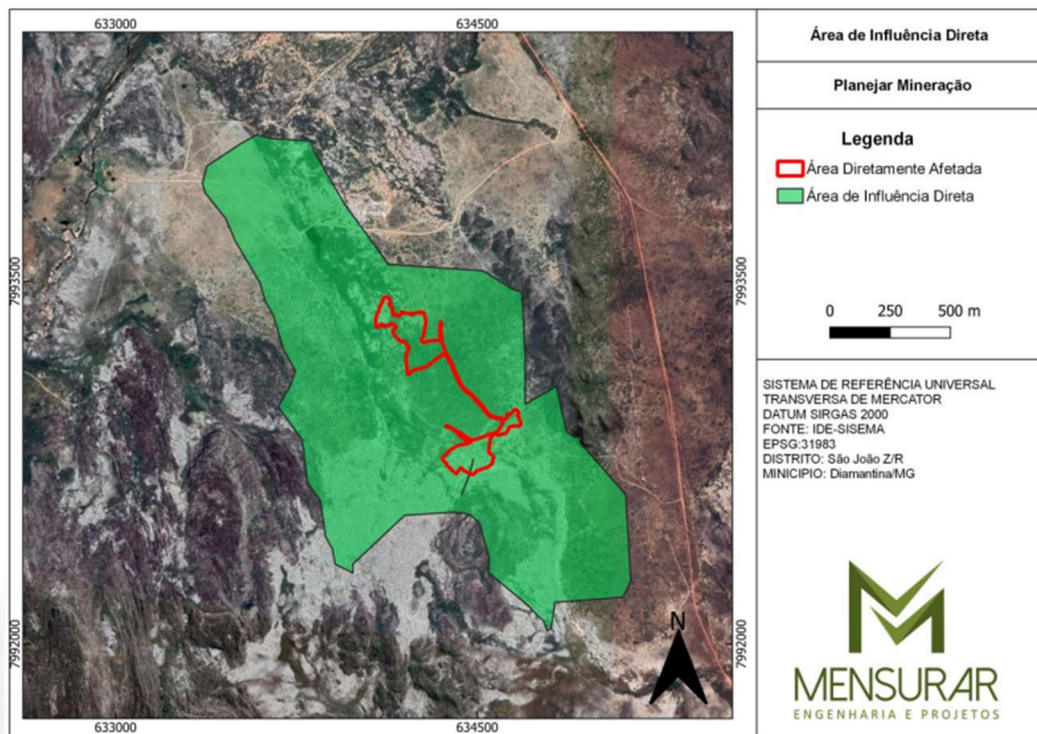 633000
634500
7993500
7992000
7993500
7992000
633000
634500
N
Área de Influência Direta
Planejar Mineração
Legenda
Área Diretamente Afetada
Área de Influência Direta
0 250 500 m
SISTEMA DE REFERÊNCIA UNIVERSAL
TRANSVERSA DE MERCATOR
DATUM SIRGAS 2000
FONTE: IDE-SISEMA
EPSG:31983
DISTRITO: São João Z/R
MINICIPIO: Diamantina/MG
MENSURAR
ENGENHARIA E PROJETOS